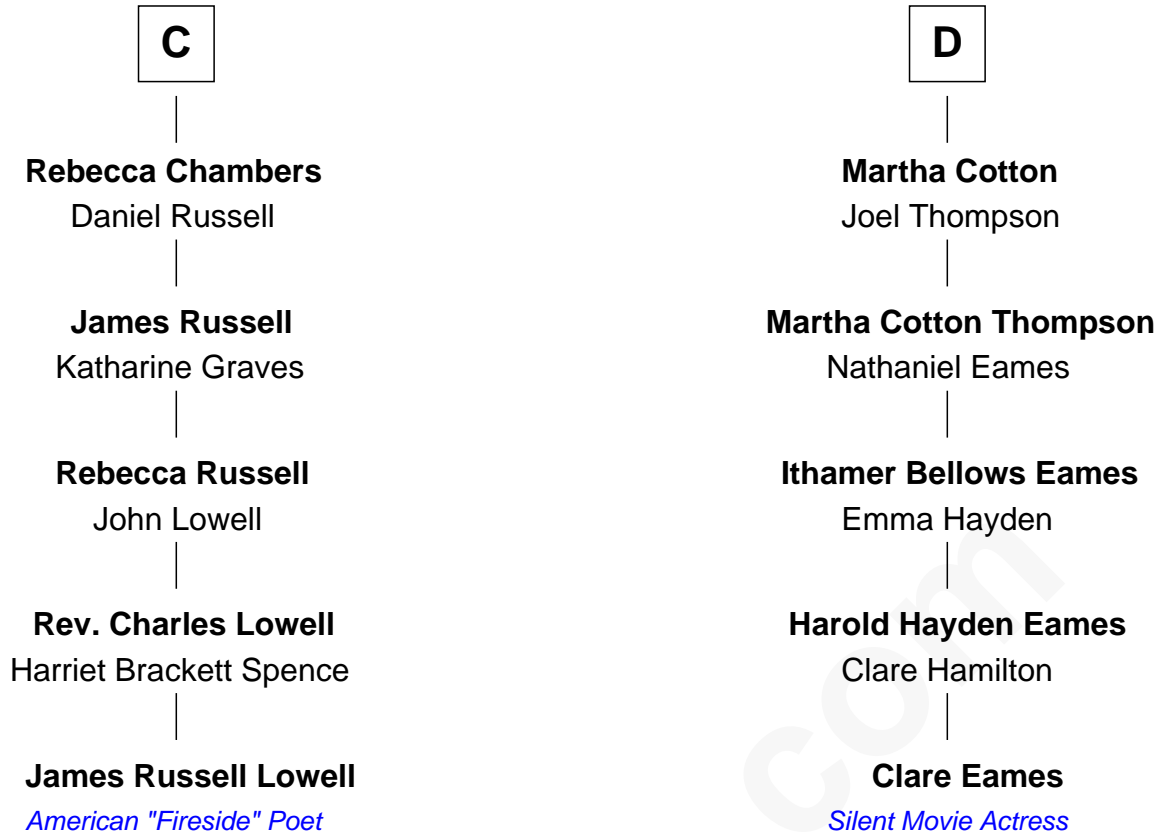 C
Rebecca Chambers
Daniel Russell
James Russell
Katharine Graves
Rebecca Russell
John Lowell
Rev. Charles Lowell
Harriet Brackett Spence
James Russell Lowell
American "Fireside" Poet
D
Martha Cotton
Joel Thompson
Martha Cotton Thompson
Nathaniel Eames
Ithamer Bellows Eames
Emma Hayden
Harold Hayden Eames
Clare Hamilton
Clare Eames
Silent Movie Actress
com